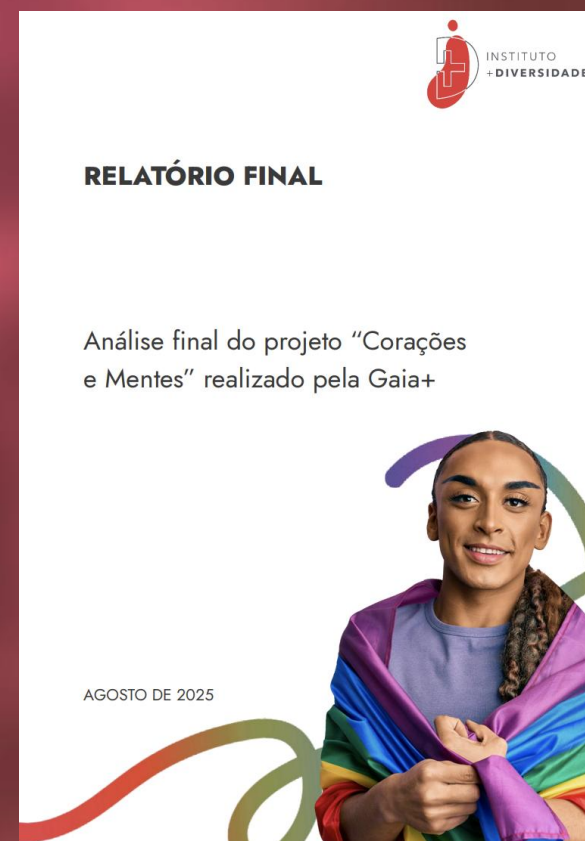 INSTITUTO
+DIVERSIDADE
RELATÓRIO FINAL
Análise final do projeto “Corações
e Mentes” realizado pela Gaia+
AGOSTO DE 2025